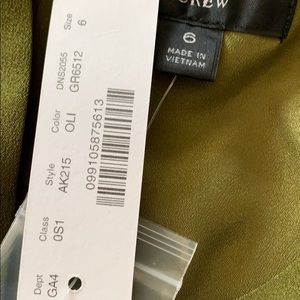 CREW
6
MADE IN
VIETNAM
Size
6
DNS2055
GR6512
Color
OLI
Style
AK215
Class
0S1
Dept
GA4
099105875613